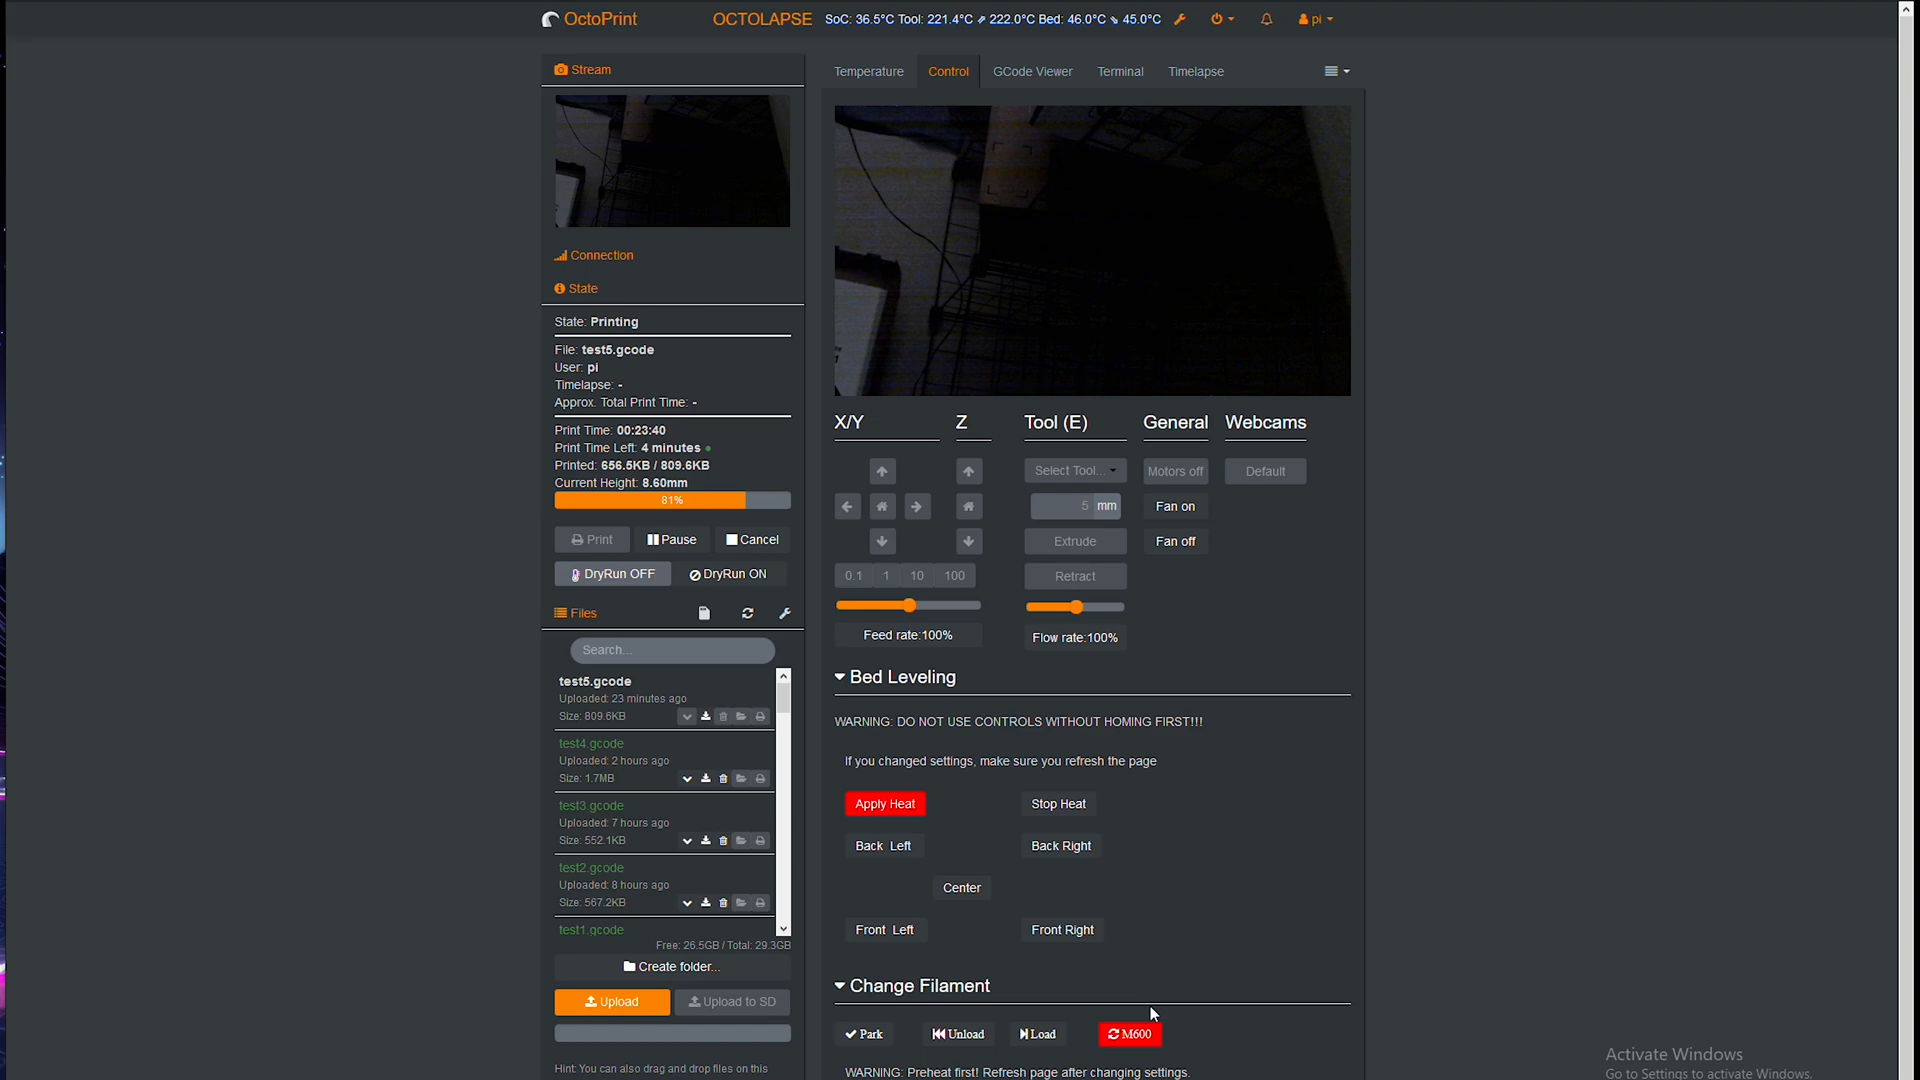 OctoPrint
OCTOLAPSE SoC: 36.5°C Tool: 221.4°C ⇗ 222.0°C Bed: 46.0°C ⇘ 45.0°C
pi
Stream
Temperature Control GCode Viewer Terminal Timelapse
Connection
State
State: Printing
File: test5.gcode
User: pi
Timelapse: -
Approx. Total Print Time: -
Print Time: 00:23:40
Print Time Left: 4 minutes
Printed: 656.5KB / 809.6KB
Current Height: 8.60mm
81%
Print Pause Cancel
DryRun OFF DryRun ON
Files
Search...
test5.gcode
Uploaded: 23 minutes ago
Size: 809.6KB
test4.gcode
Uploaded: 2 hours ago
Size: 1.7MB
test3.gcode
Uploaded: 7 hours ago
Size: 552.1KB
test2.gcode
Uploaded: 8 hours ago
Size: 567.2KB
test1.gcode
Free: 26.5GB / Total: 29.3GB
Create folder...
Upload Upload to SD
Hint: You can also drag and drop files on this
X/Y Z Tool (E) General Webcams
Select Tool... Motors off Default
5 mm Fan on
Extrude Fan off
0.1 1 10 100 Retract
Feed rate:100% Flow rate:100%
Bed Leveling
WARNING: DO NOT USE CONTROLS WITHOUT HOMING FIRST!!!
If you changed settings, make sure you refresh the page
Apply Heat Stop Heat
Back Left Back Right
Center
Front Left Front Right
Change Filament
Park Unload Load M600
WARNING: Preheat first! Refresh page after changing settings.
Activate Windows
Go to Settings to activate Windows.